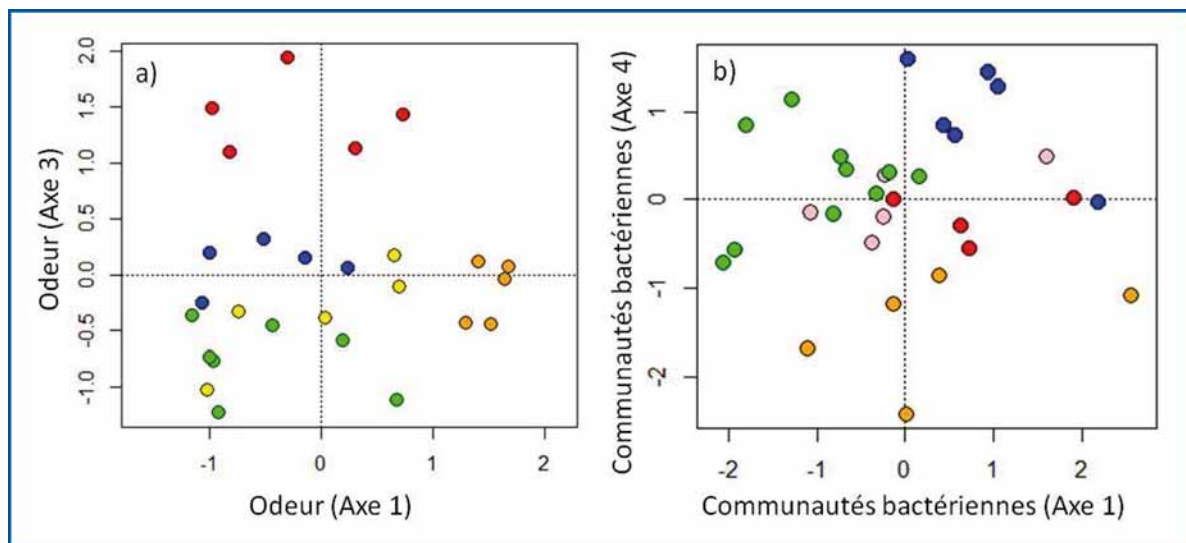 a)
2.0
1.5
1.0
0.5
0.0
-0.5
-1.0
Odeur (Axe 3)
-1 0 1 2
Odeur (Axe 1)
b)
1
0
-1
-2
Communautés bactériennes (Axe 4)
-2 -1 0 1 2
Communautés bactériennes (Axe 1)